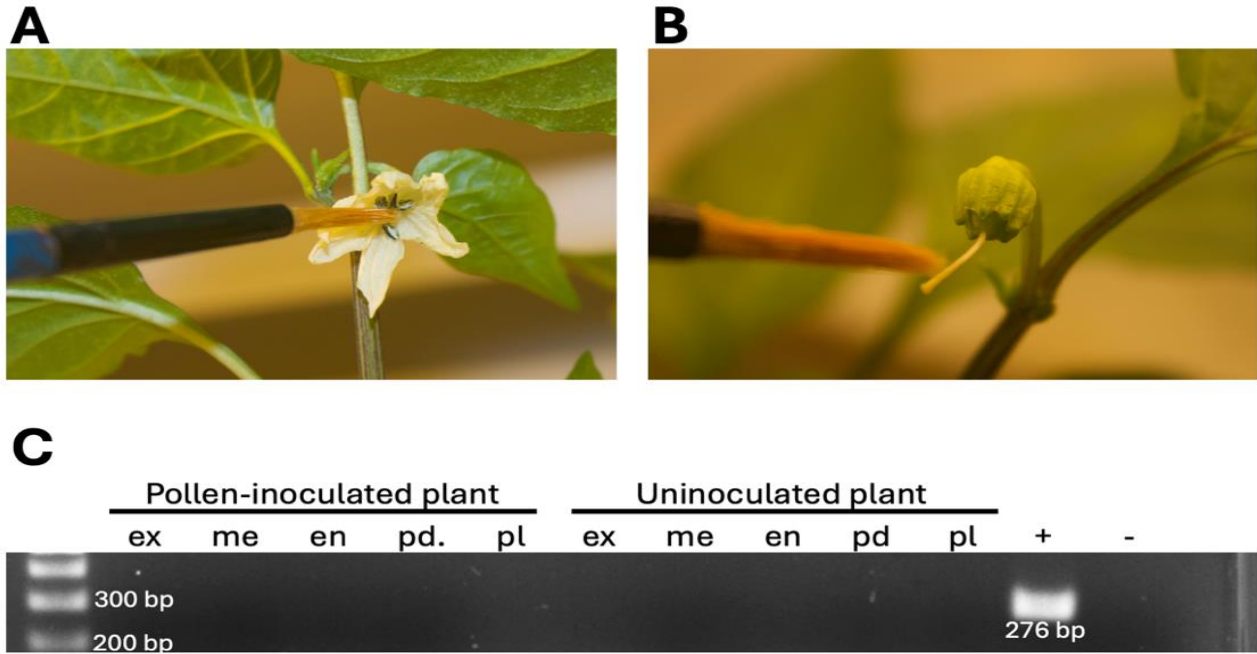 A
B
C
Pollen-inoculated plant
Uninoculated plant
ex me en pd. pl ex me en pd pl + -
300 bp
276 bp
200 bp